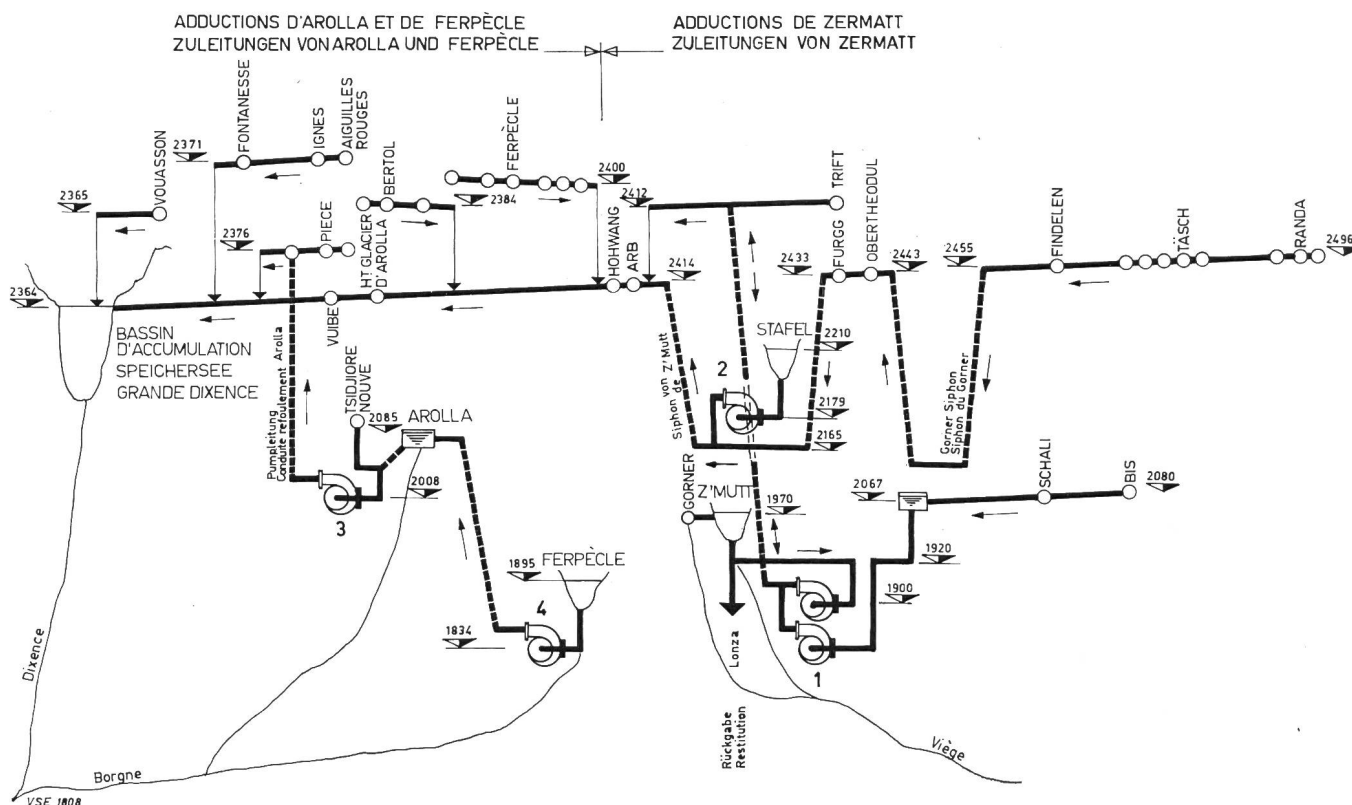 ADDUCTIONS D'AROLLA ET DE FERPÈCLE
ZULEITUNGEN VON AROLLA UND FERPÈCLE
ADDUCTIONS DE ZERMATT
ZULEITUNGEN VON ZERMATT
VOUASSON
2365
FONTANESSE
IGNES
AIGUILLES
ROUGES
2371
BERTOL
HT GLACIER
D'AROLLA
2384
FERPÈCLE
2400
2412
TRIFT
PIECE
2376
HOHWANG
ARB
2414
FURGG
OBERTHEODUL
2433
2443
2455
FINDELEN
TÄSCH
RANDA
2496
2364
VUIBE
BASSIN
D'ACCUMULATION
SPEICHERSEE
GRANDE DIXENCE
Pumpleitung
Conduite refoulement Arolla
TSIDJIORE
NOUVE
2085
AROLLA
2008
3
Siphon von Z'Mutt
de
STAFEL
2210
2
2179
2165
Gorner Siphon
Siphon du Gorner
GORNER
Z'MUTT
1970
2067
SCHALI
BIS
2080
1920
1900
1
Lonza
Rückgabe
Restitution
1895
FERPÈCLE
4
1834
Dixence
Borgne
Viège
VSE 1808